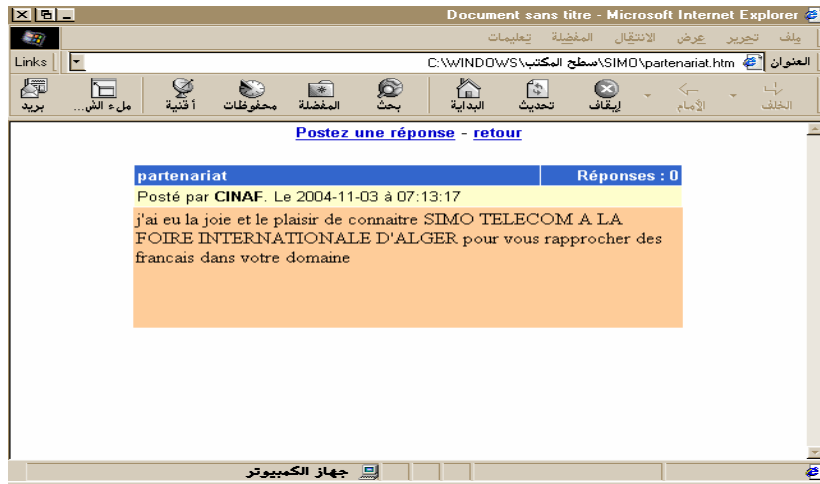 Document sans titre - Microsoft Internet Explorer
ملف تحرير عرض الانتقال المفضلة تعليمات
العنوان C:\WINDOWS\سطح المكتب\SIMO\partenariat.htm Links
الخلف الأمام إيقاف تحديث البداية بحث المفضلة محفوظات أقنية ملء الش... بريد
Postez une réponse - retour
partenariat Réponses : 0
Posté par CINAF. Le 2004-11-03 à 07:13:17
j'ai eu la joie et le plaisir de connaitre SIMO TELECOM A LA
FOIRE INTERNATIONALE D'ALGER pour vous rapprocher des
francais dans votre domaine
جهاز الكمبيوتر